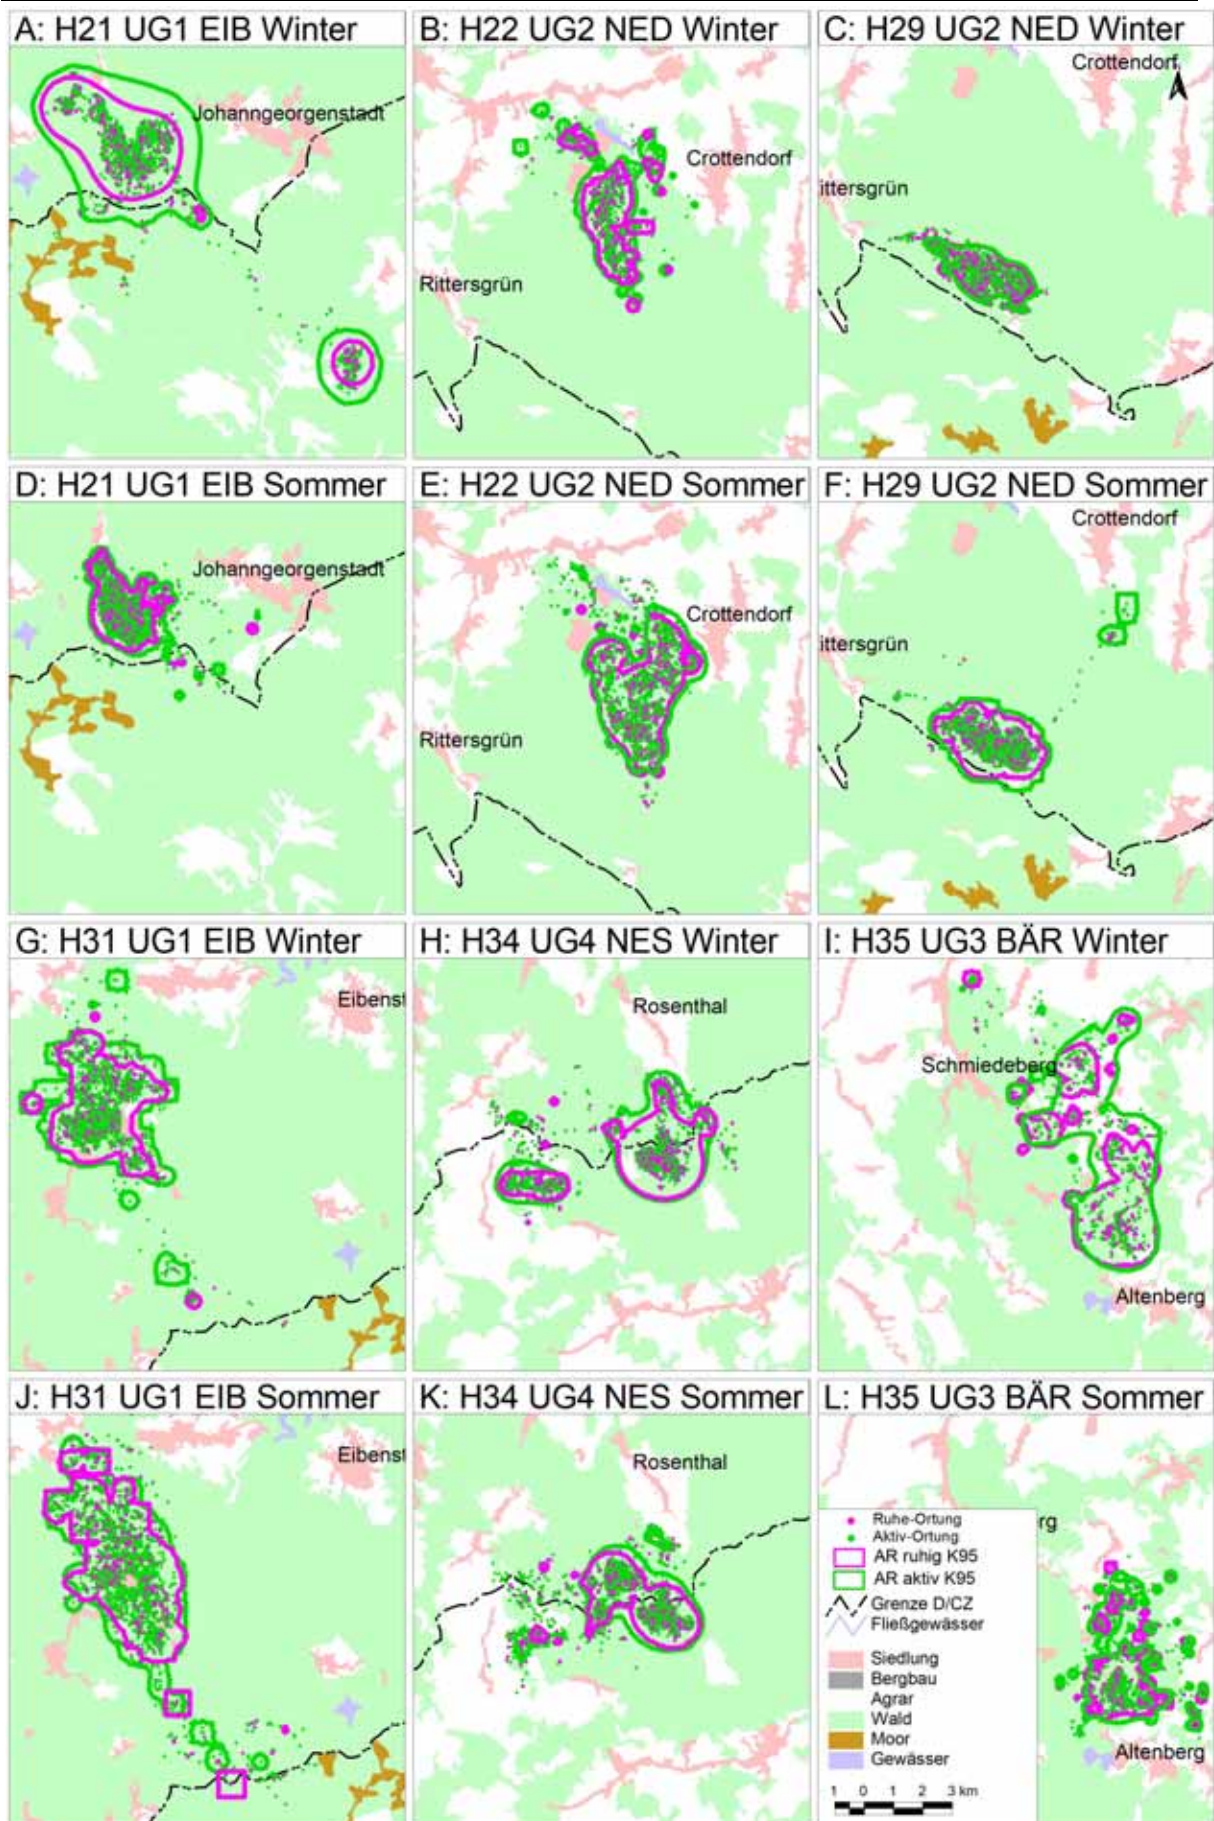 A: H21 UG1 EIB Winter
Johanngeorgenstadt
B: H22 UG2 NED Winter
Crottendorf
Rittersgrün
C: H29 UG2 NED Winter
Crottendorf
ittersgrün
D: H21 UG1 EIB Sommer
Johanngeorgenstadt
E: H22 UG2 NED Sommer
Crottendorf
Rittersgrün
F: H29 UG2 NED Sommer
Crottendorf
ittersgrün
G: H31 UG1 EIB Winter
Eibenst
H: H34 UG4 NES Winter
Rosenthal
I: H35 UG3 BÄR Winter
Schmiedeberg
Altenberg
J: H31 UG1 EIB Sommer
Eibenst
K: H34 UG4 NES Sommer
Rosenthal
L: H35 UG3 BÄR Sommer
rg
Altenberg
Ruhe-Ortung
Aktiv-Ortung
AR ruhig K95
AR aktiv K95
Grenze D/CZ
Fließgewässer
Siedlung
Bergbau
Agrar
Wald
Moor
Gewässer
1 0 1 2 3 km